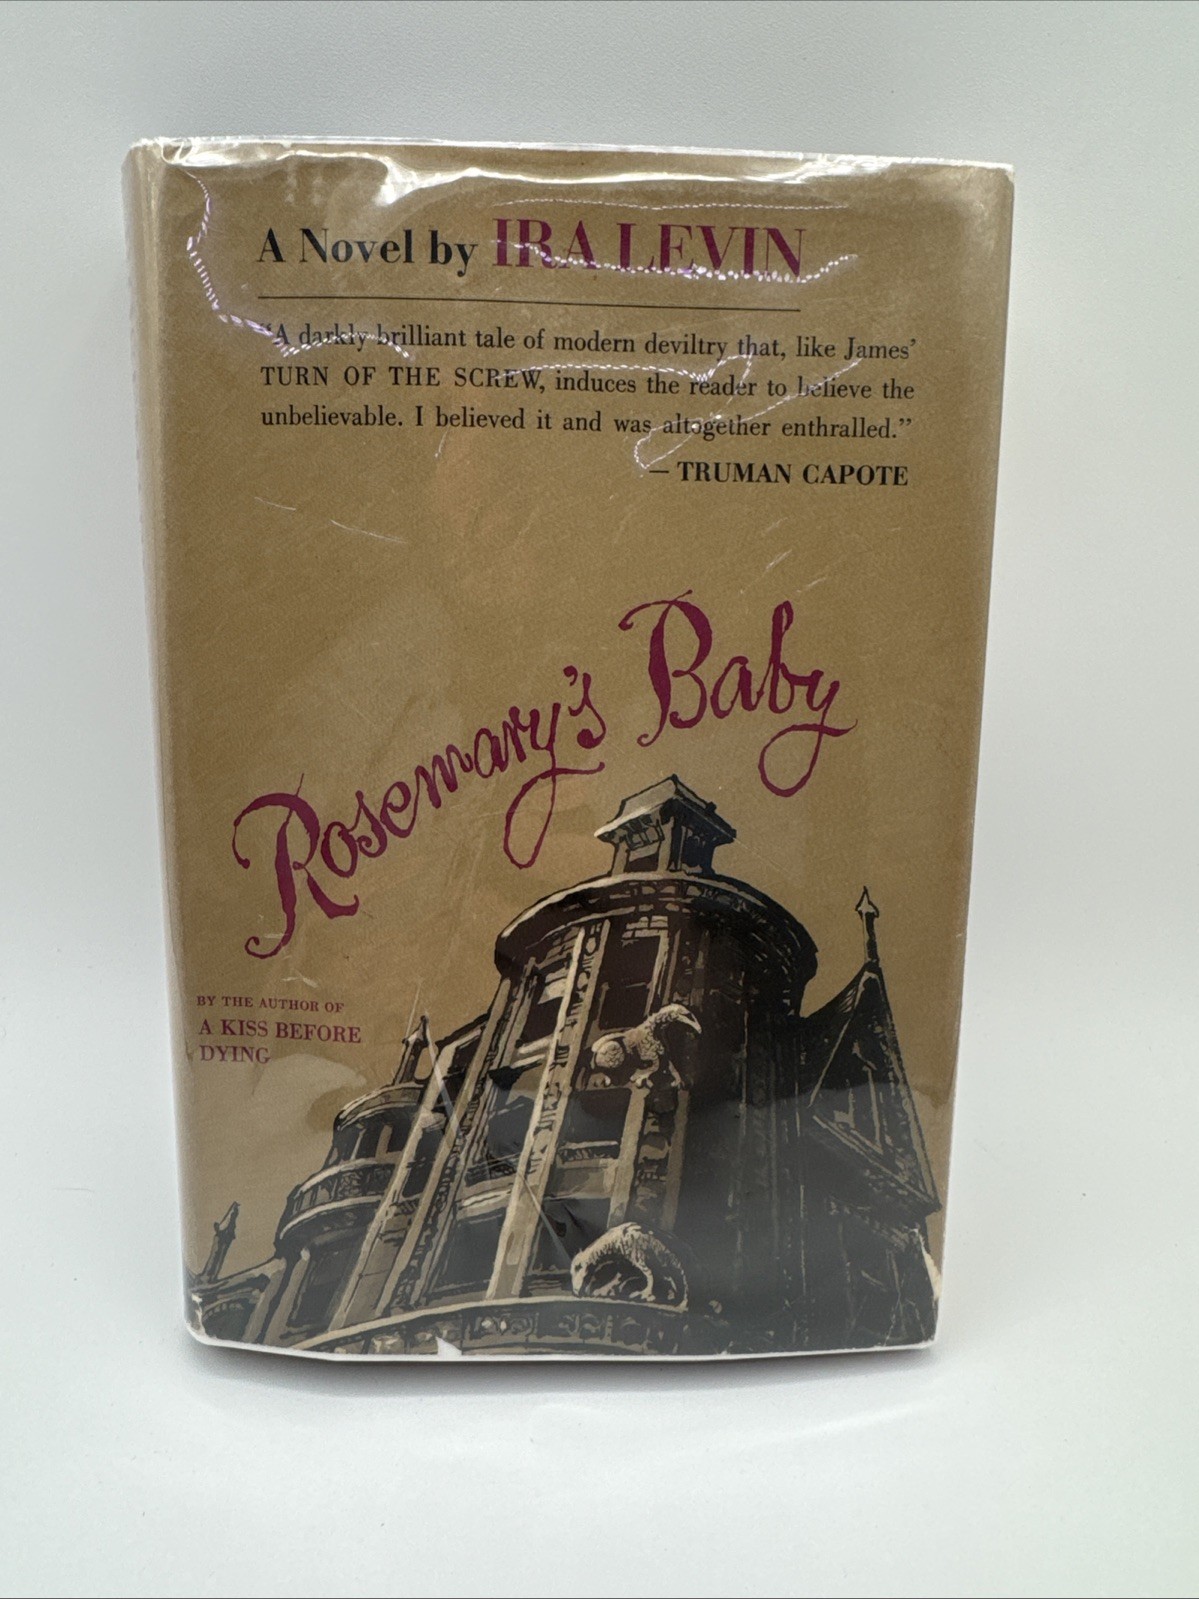 A Novel by IRA LEVIN
"A darkly brilliant tale of modern deviltry that, like James'
TURN OF THE SCREW, induces the reader to believe the
unbelievable. I believed it and was altogether enthralled."
— TRUMAN CAPOTE
Rosemary's Baby
BY THE AUTHOR OF
A KISS BEFORE
DYING